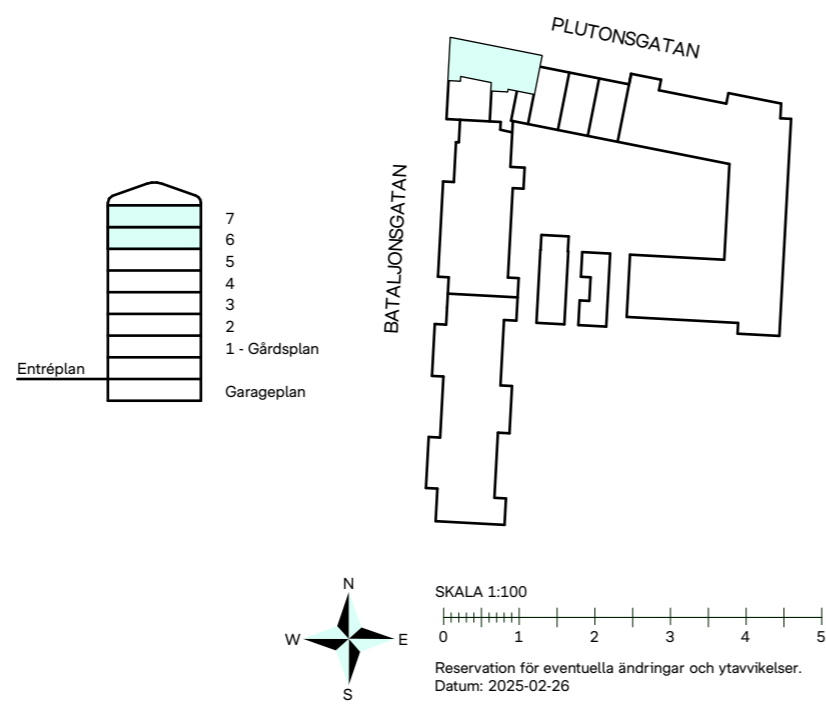 PLUTONSGATAN
BATALJONSGATAN
7
6
5
4
3
2
1 - Gårdsplan
Entréplan
Garageplan
N
W E
S
SKALA 1:100
0 1 2 3 4 5
Reservation för eventuella ändringar och ytavvikelser.
Datum: 2025-02-26